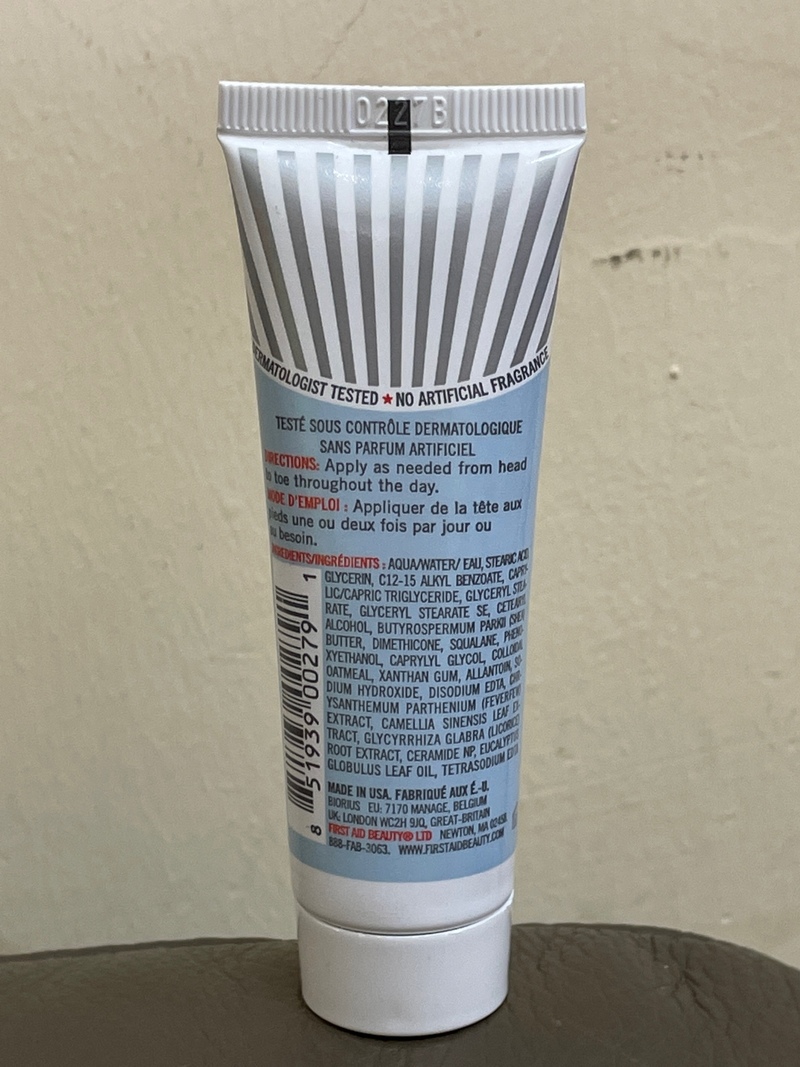 0227B
DERMATOLOGIST TESTED ★ NO ARTIFICIAL FRAGRANCE
TESTÉ SOUS CONTRÔLE DERMATOLOGIQUE
SANS PARFUM ARTIFICIEL
DIRECTIONS: Apply as needed from head
to toe throughout the day.
MODE D'EMPLOI : Appliquer de la tête aux
pieds une ou deux fois par jour ou
au besoin.
INGREDIENTS/INGRÉDIENTS : AQUA/WATER/ EAU, STEARIC ACID,
GLYCERIN, C12-15 ALKYL BENZOATE, CAPRY-
LIC/CAPRIC TRIGLYCERIDE, GLYCERYL STEA-
RATE, GLYCERYL STEARATE SE, CETEARYL
ALCOHOL, BUTYROSPERMUM PARKII (SHEA)
BUTTER, DIMETHICONE, SQUALANE, PHENO-
XYETHANOL, CAPRYLYL GLYCOL, COLLOIDAL
OATMEAL, XANTHAN GUM, ALLANTOIN, SO-
DIUM HYDROXIDE, DISODIUM EDTA, CHR-
YSANTHEMUM PARTHENIUM (FEVERFEW)
EXTRACT, CAMELLIA SINENSIS LEAF EX-
TRACT, GLYCYRRHIZA GLABRA (LICORICE)
ROOT EXTRACT, CERAMIDE NP, EUCALYPTUS
GLOBULUS LEAF OIL, TETRASODIUM EDTA
8 51939 00279 1
MADE IN USA. FABRIQUÉ AUX É.-U.
BIORIUS EU: 7170 MANAGE, BELGIUM
UK: LONDON WC2H 9JQ, GREAT-BRITAIN
FIRST AID BEAUTY® LTD NEWTON, MA 02458.
888-FAB-3063. WWW.FIRSTAIDBEAUTY.COM